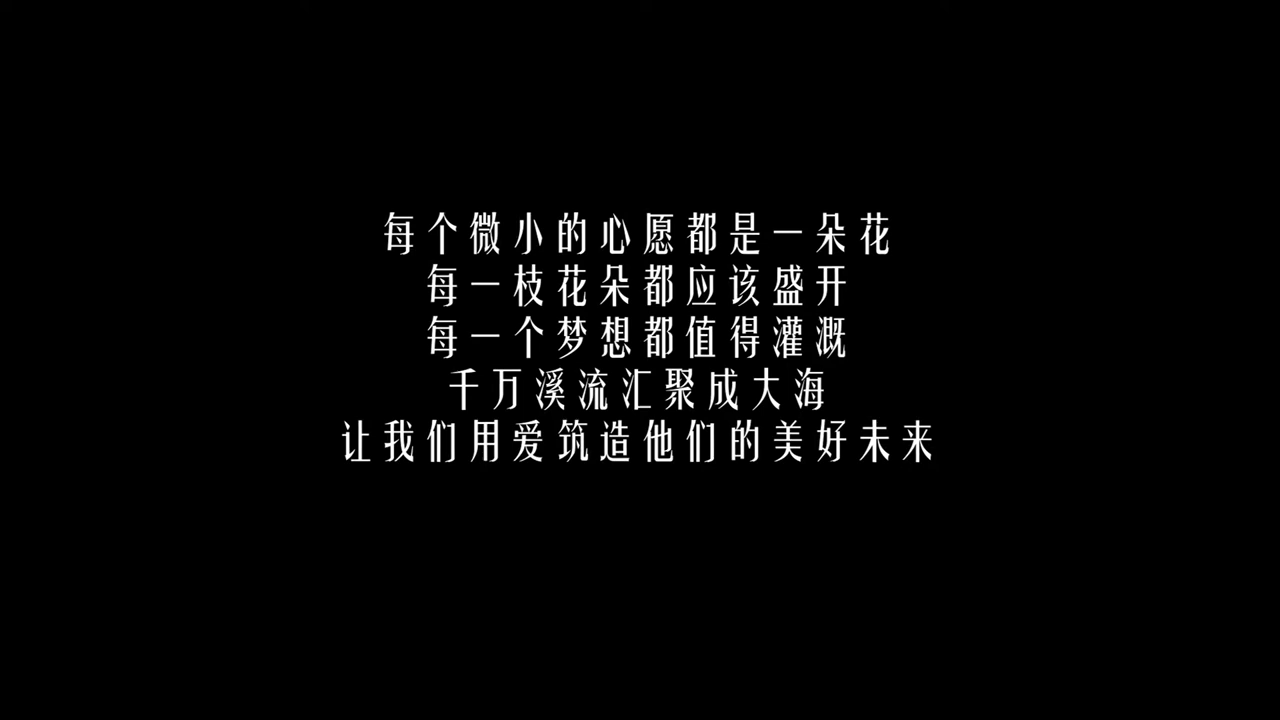 每个微小的心愿都是一朵花
每一枝花朵都应该盛开
每一个梦想都值得灌溉
千万溪流汇聚成大海
让我们用爱筑造他们的美好未来